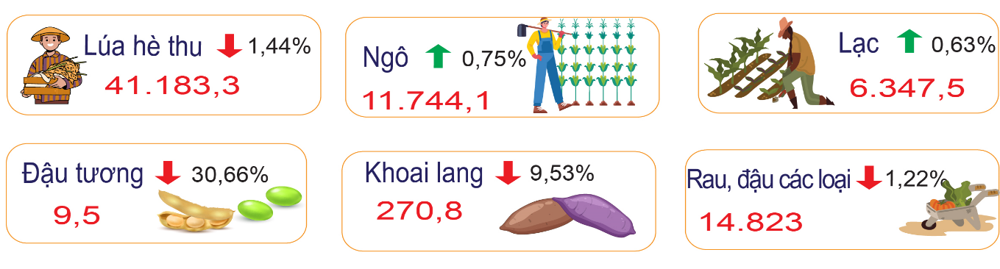 Lúa hè thu 1,44%
41.183,3
Ngô 0,75%
11.744,1
Lạc 0,63%
6.347,5
Đậu tương 30,66%
9,5
Khoai lang 9,53%
270,8
Rau, đậu các loại 1,22%
14.823